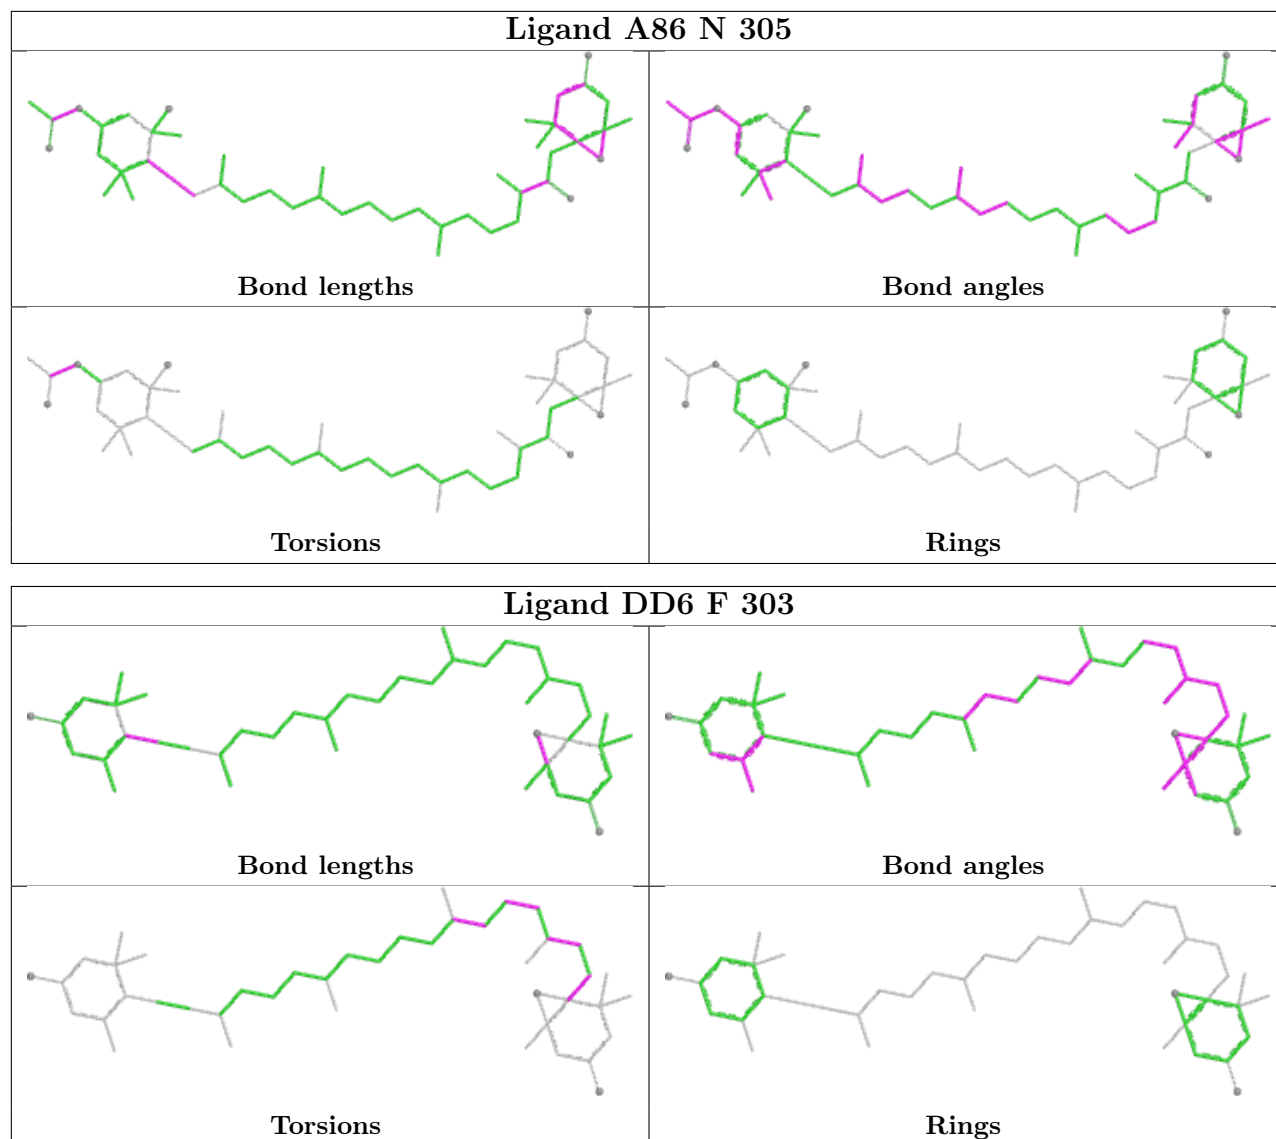 Ligand A86 N 305
Bond lengths
Bond angles
Torsions
Rings
Ligand DD6 F 303
Bond lengths
Bond angles
Torsions
Rings